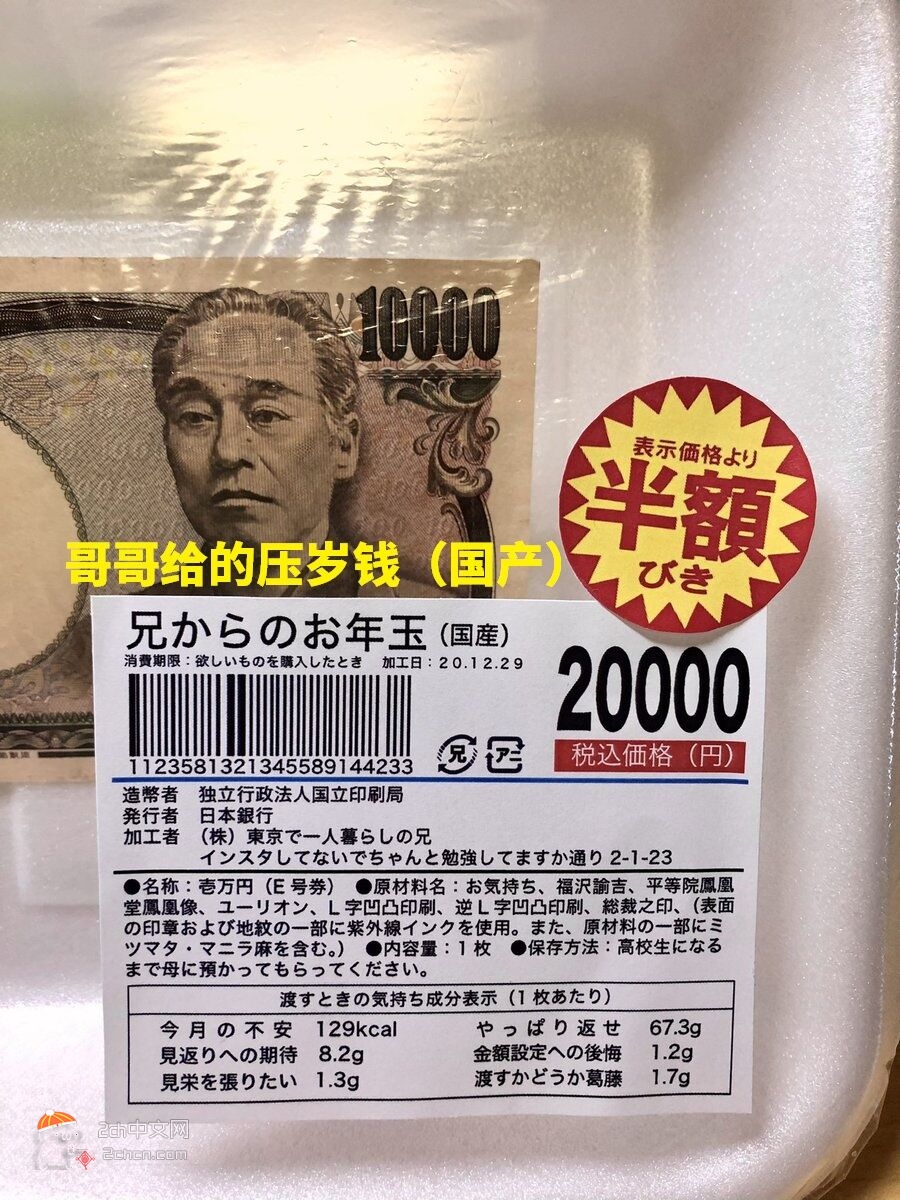 10000
表示価格より
半額
びき
哥哥给的压岁钱（国产）
兄からのお年玉（国産）
消費期限：欲しいものを購入したとき　加工日：20.12.29
20000
税込価格（円）
1123581321345589144233
兄
アニ
造幣者　独立行政法人国立印刷局
発行者　日本銀行
加工者　（株）東京で一人暮らしの兄
インスタしてないでちゃんと勉強してますか通り2-1-23
●名称：壱万円（E号券）　●原材料名：お気持ち、福沢諭吉、平等院鳳凰
堂鳳凰像、ユーリオン、L字凹凸印刷、逆L字凹凸印刷、総裁之印、（表面
の印章および地紋の一部に紫外線インクを使用。また、原材料の一部にミ
ツマタ・マニラ麻を含む。）　●内容量：1枚　●保存方法：高校生になる
まで母に預かってもらってください。
渡すときの気持ち成分表示（1枚あたり）
今月の不安　129kcal　やっぱり返せ　67.3g
見返りへの期待　8.2g　金額設定への後悔　1.2g
見栄を張りたい　1.3g　渡すかどうか葛藤　1.7g
2ch中文网
2chcn.com